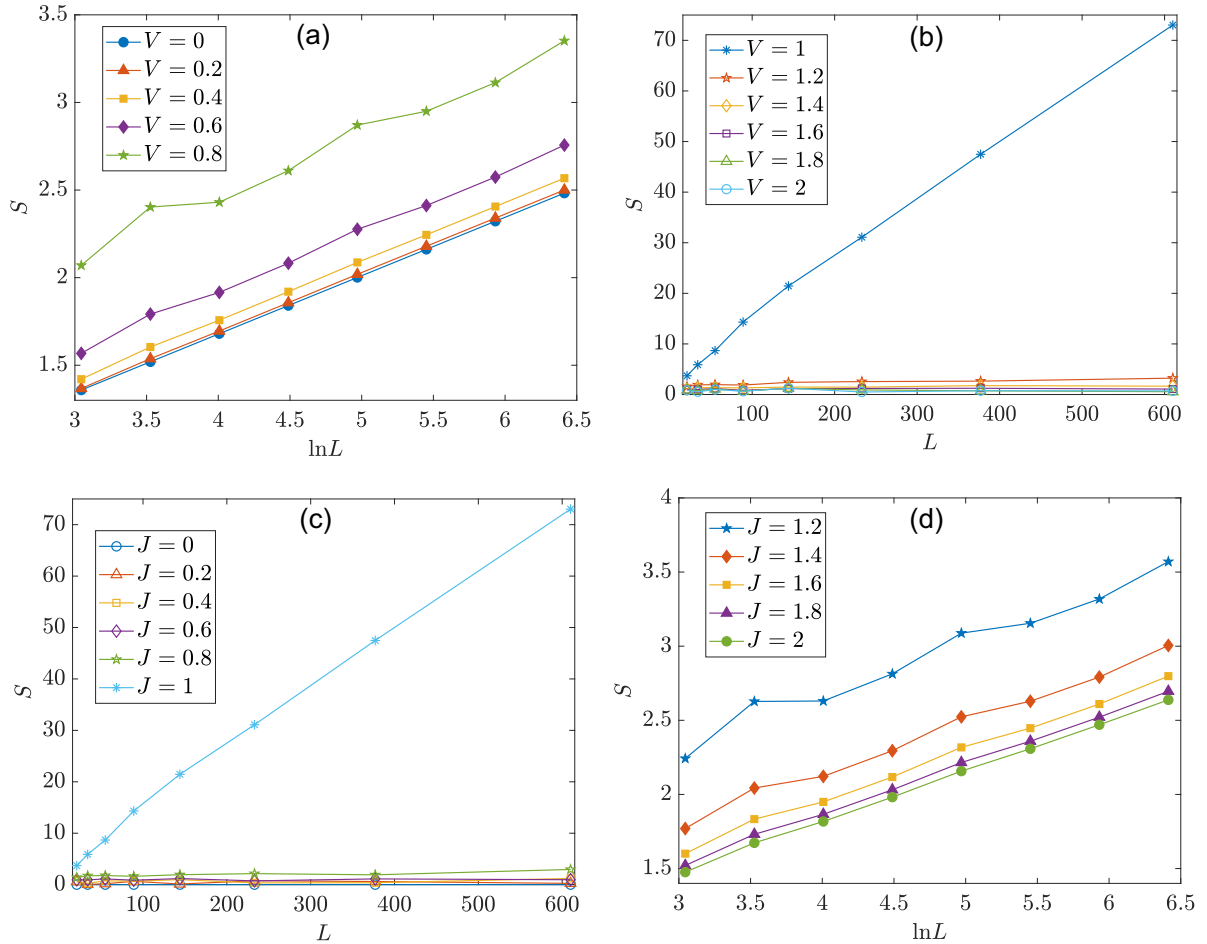 (a)
V = 0
V = 0.2
V = 0.4
V = 0.6
V = 0.8
3.5
3
2.5
2
1.5
S
3 3.5 4 4.5 5 5.5 6 6.5
lnL
(b)
V = 1
V = 1.2
V = 1.4
V = 1.6
V = 1.8
V = 2
70
60
50
40
30
20
10
0
S
100 200 300 400 500 600
L
(c)
J = 0
J = 0.2
J = 0.4
J = 0.6
J = 0.8
J = 1
70
60
50
40
30
20
10
0
S
100 200 300 400 500 600
L
(d)
J = 1.2
J = 1.4
J = 1.6
J = 1.8
J = 2
4
3.5
3
2.5
2
1.5
S
3 3.5 4 4.5 5 5.5 6 6.5
lnL